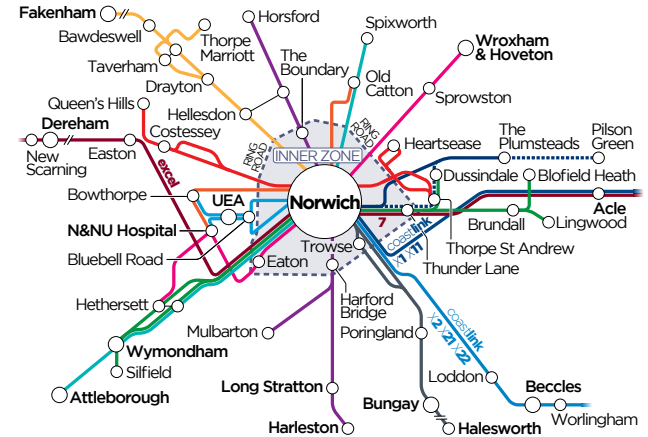 Fakenham
Horsford
Spixworth
Bawdeswell
Thorpe
Marriott
Wroxham
& Hoveton
Taverham
The
Boundary
Old
Catton
Drayton
Queen's Hills
Hellesdon
Sprowston
Dereham
Costessey
RING
ROAD
RING
ROAD
Heartsease
The
Plumsteads
Pilson
Green
New
Scarning
Easton
INNER ZONE
excel
Dussindale
Blofield Heath
Bowthorpe
UEA
Norwich
Acle
N&NU Hospital
7
Brundall
Lingwood
Bluebell Road
Trowse
coastlink
X1 X11
Thorpe St Andrew
Eaton
Thunder Lane
Hethersett
Harford
Bridge
Mulbarton
Poringland
coastlink
X2 X21 X22
Wymondham
Silfield
Loddon
Attleborough
Long Stratton
Bungay
Beccles
Worlingham
Harleston
Halesworth